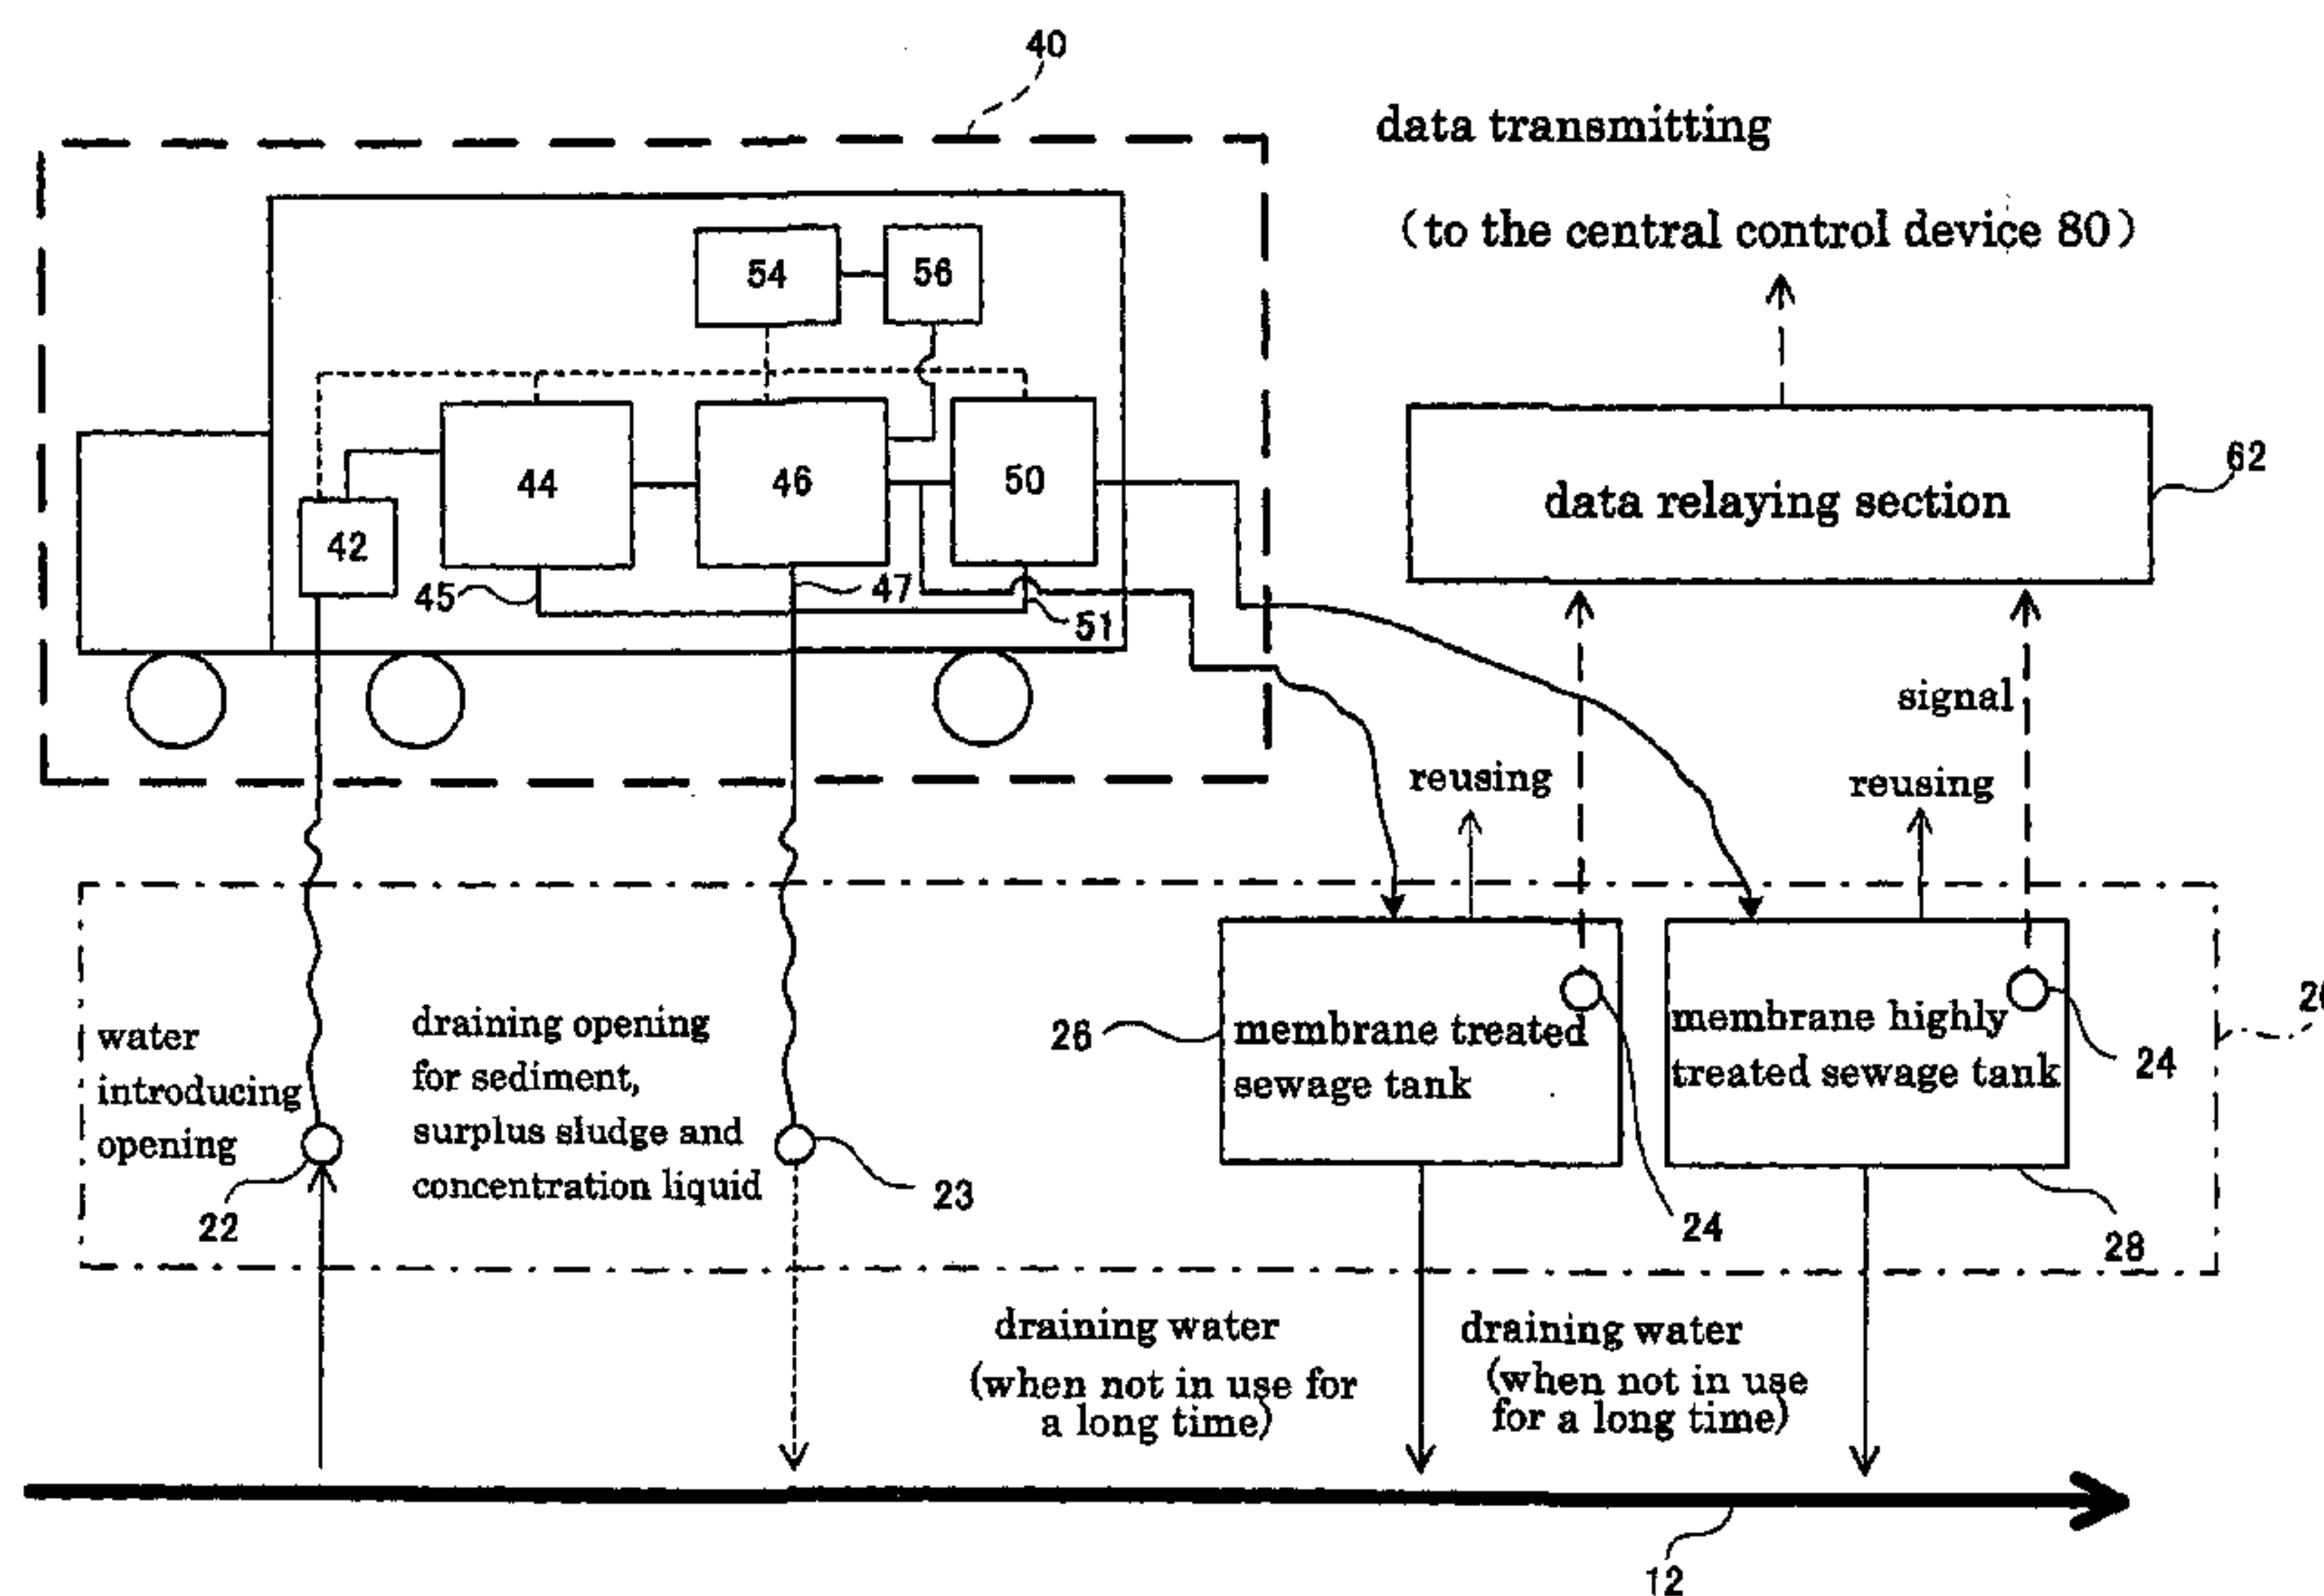 40
data transmitting
(to the central control device 80)
54
56
44
46
50
42
45
47
51
data relaying section
62
signal
reusing
reusing
water
introducing
opening
22
draining opening
for sediment,
surplus sludge and
concentration liquid
23
26
membrane treated
sewage tank
24
membrane highly
treated sewage tank
24
28
draining water
(when not in use for
a long time)
draining water
(when not in use
for a long time)
12